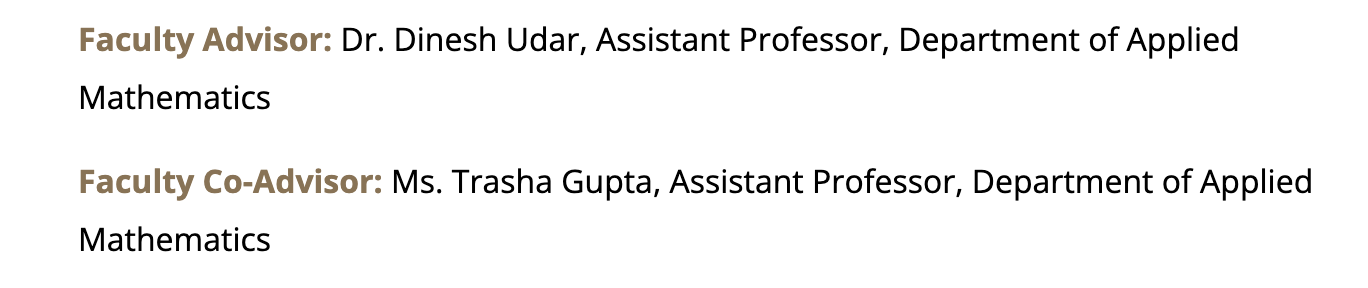 Faculty Advisor: Dr. Dinesh Udar, Assistant Professor, Department of Applied
Mathematics
Faculty Co-Advisor: Ms. Trasha Gupta, Assistant Professor, Department of Applied
Mathematics